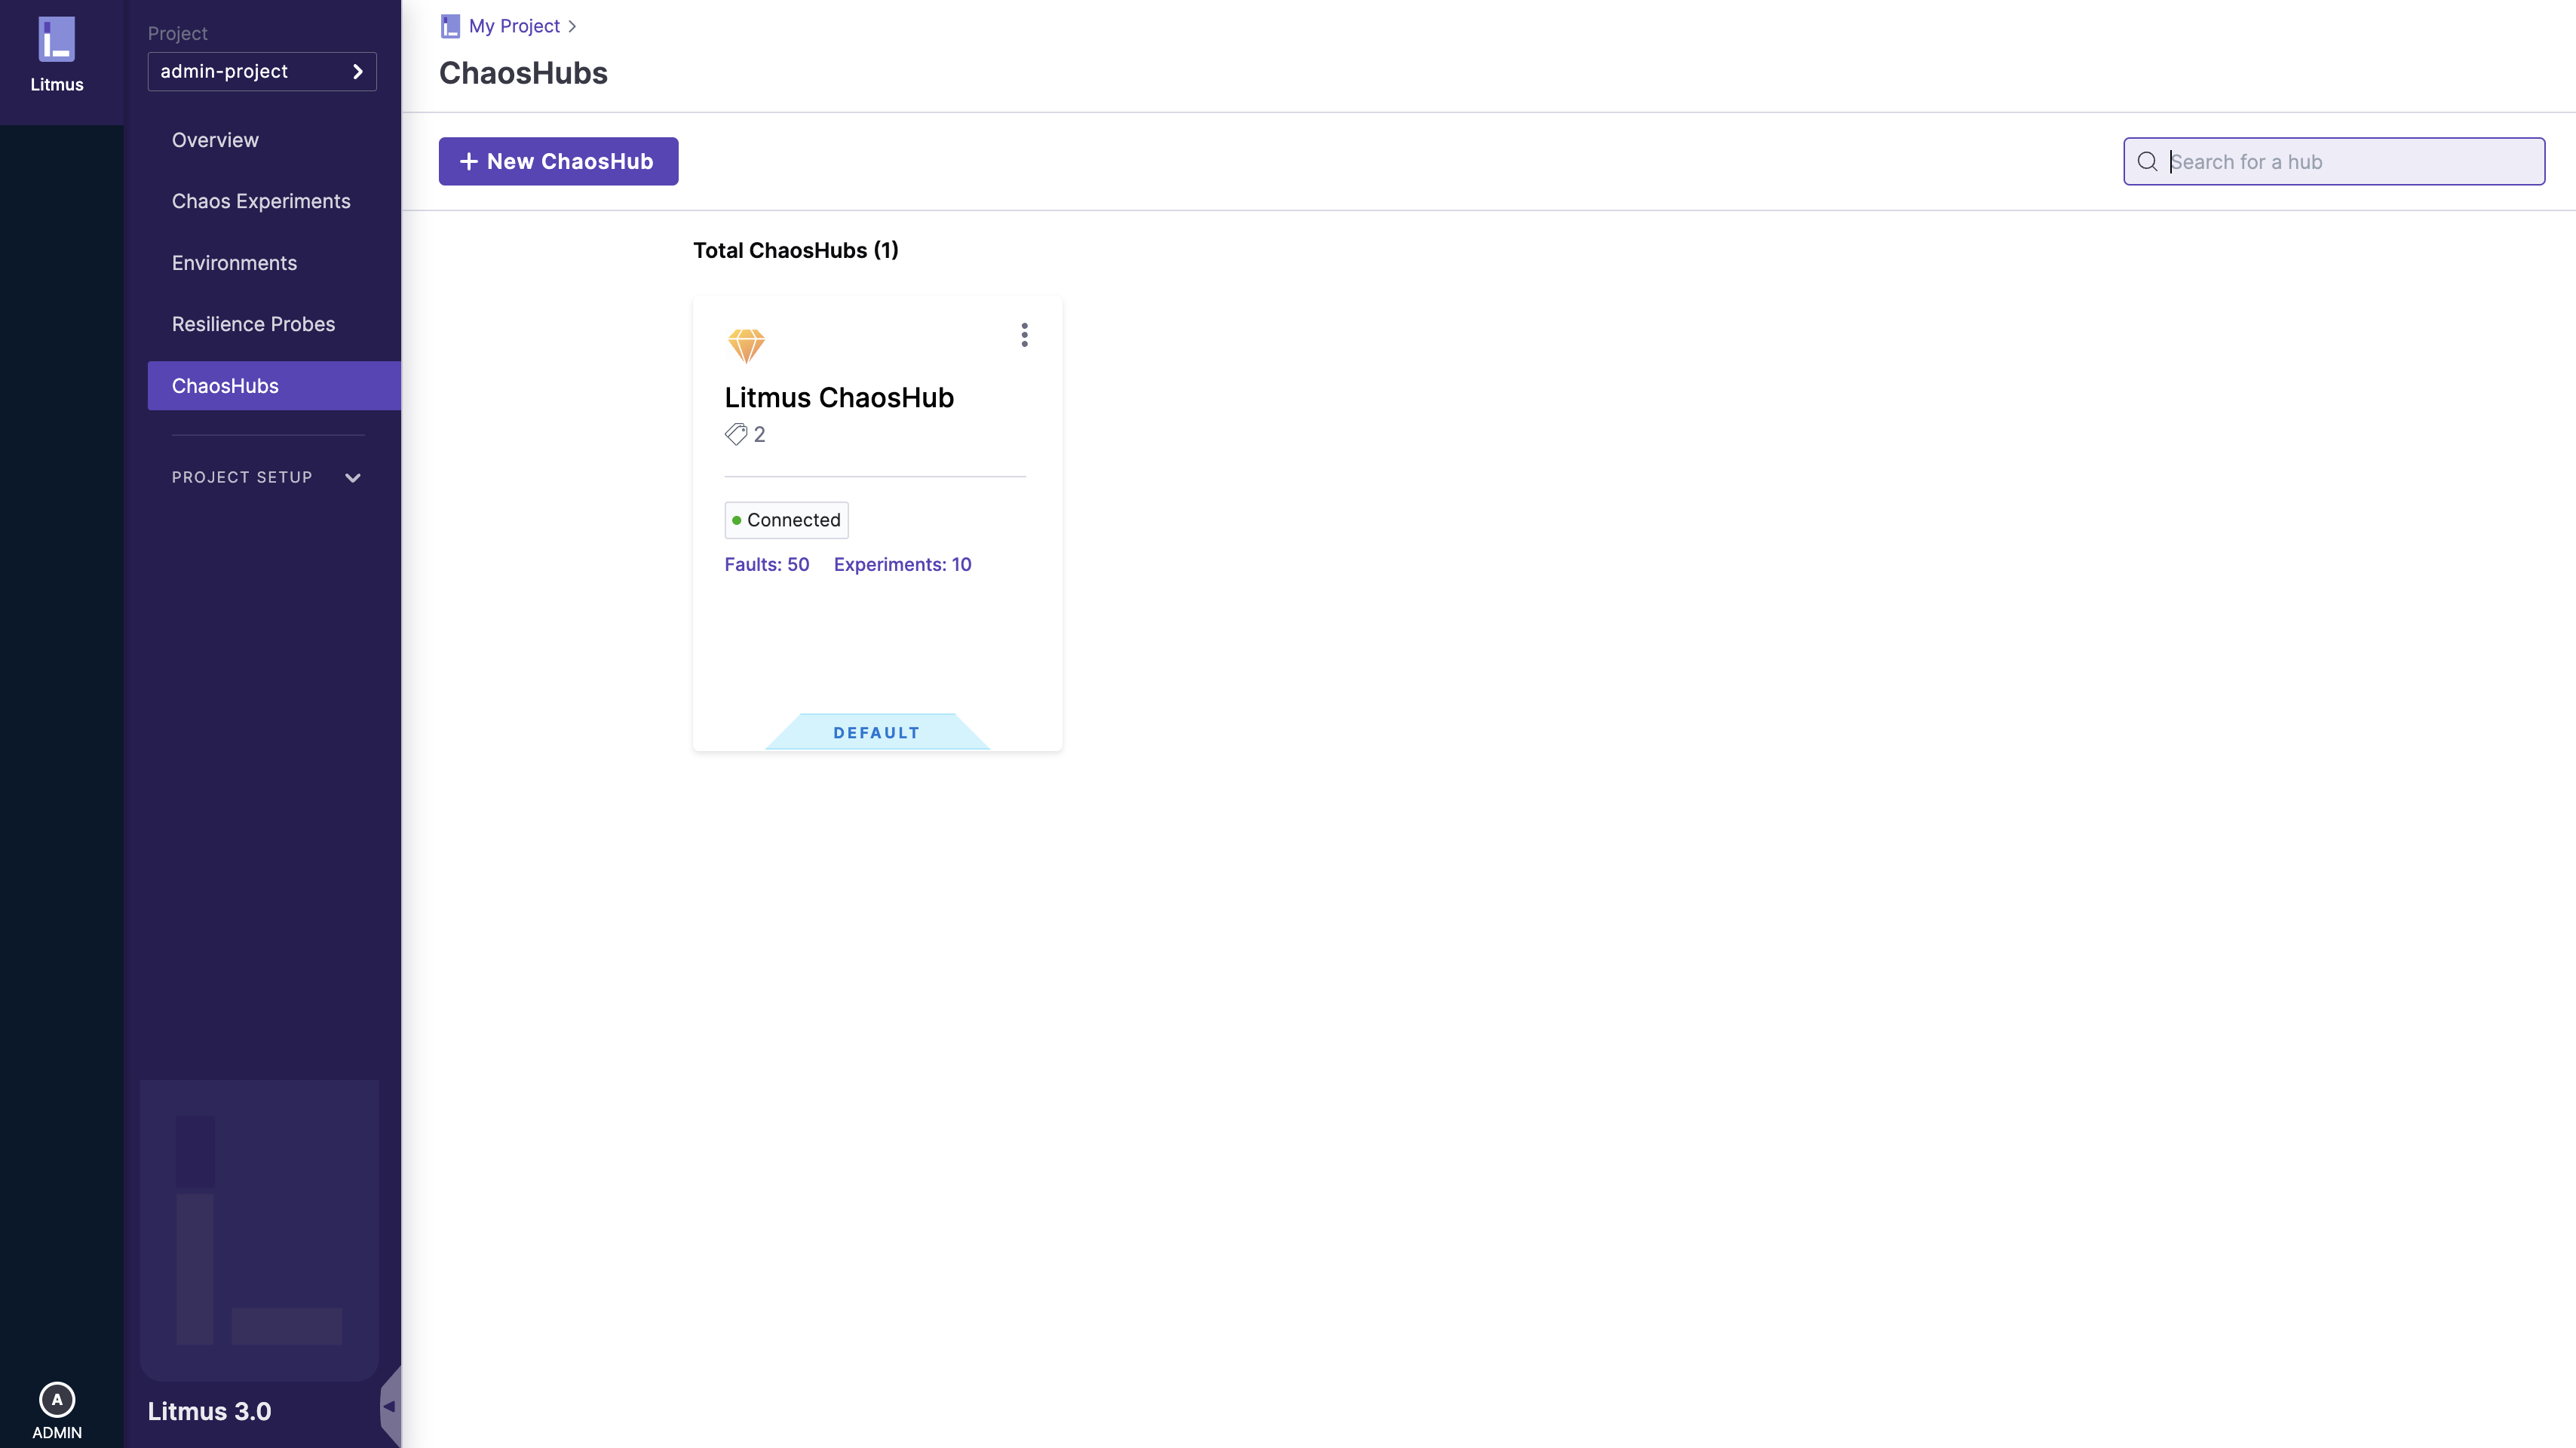 Litmus
Project
admin-project
Overview
Chaos Experiments
Environments
Resilience Probes
ChaosHubs
PROJECT SETUP
Litmus 3.0
A
ADMIN
My Project
ChaosHubs
+ New ChaosHub
Search for a hub
Total ChaosHubs (1)
Litmus ChaosHub
2
Connected
Faults: 50 Experiments: 10
DEFAULT